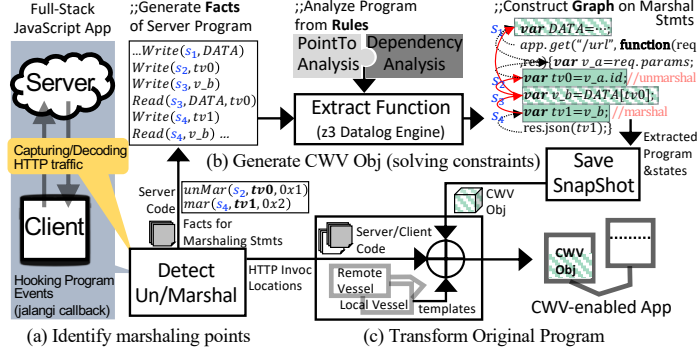 Full-Stack
JavaScript App
Server
Capturing/Decoding
HTTP traffic
Client
Hooking Program
Events
(jalangi callback)
;;Generate Facts
of Server Program
...Write(s1, DATA)
Write(s2, tv0)
Write(s3, v_b)
Read(s3, DATA, tv0)
Write(s4, tv1)
Read(s4, v_b) ...
;;Analyze Program
from Rules
PointTo
Analysis
Dependency
Analysis
Extract Function
(z3 Datalog Engine)
;;Construct Graph on Marshal
Stmts
s1
var DATA=⋯;
app.get("/url", function(req
res){var v_a=req.params;
s2
var tv0=v_a.id; //unmarshal
s3
var v_b=DATA[tv0];
s4
var tv1=v_b; //marshal
res.json(tv1);}
(b) Generate CWV Obj (solving constraints)
Extracted
Program
&states
Save
SnapShot
CWV
Obj
Server
Code
unMar(s2, tv0, 0x1)
mar(s4, tv1, 0x2)
Facts for
Marshaling Stmts
Detect
Un/Marshal
HTTP Invoc
Locations
Server/Client
Code
Remote
Vessel
Local Vessel
templates
CWV
Obj
CWV-enabled App
(a) Identify marshaling points
(c) Transform Original Program